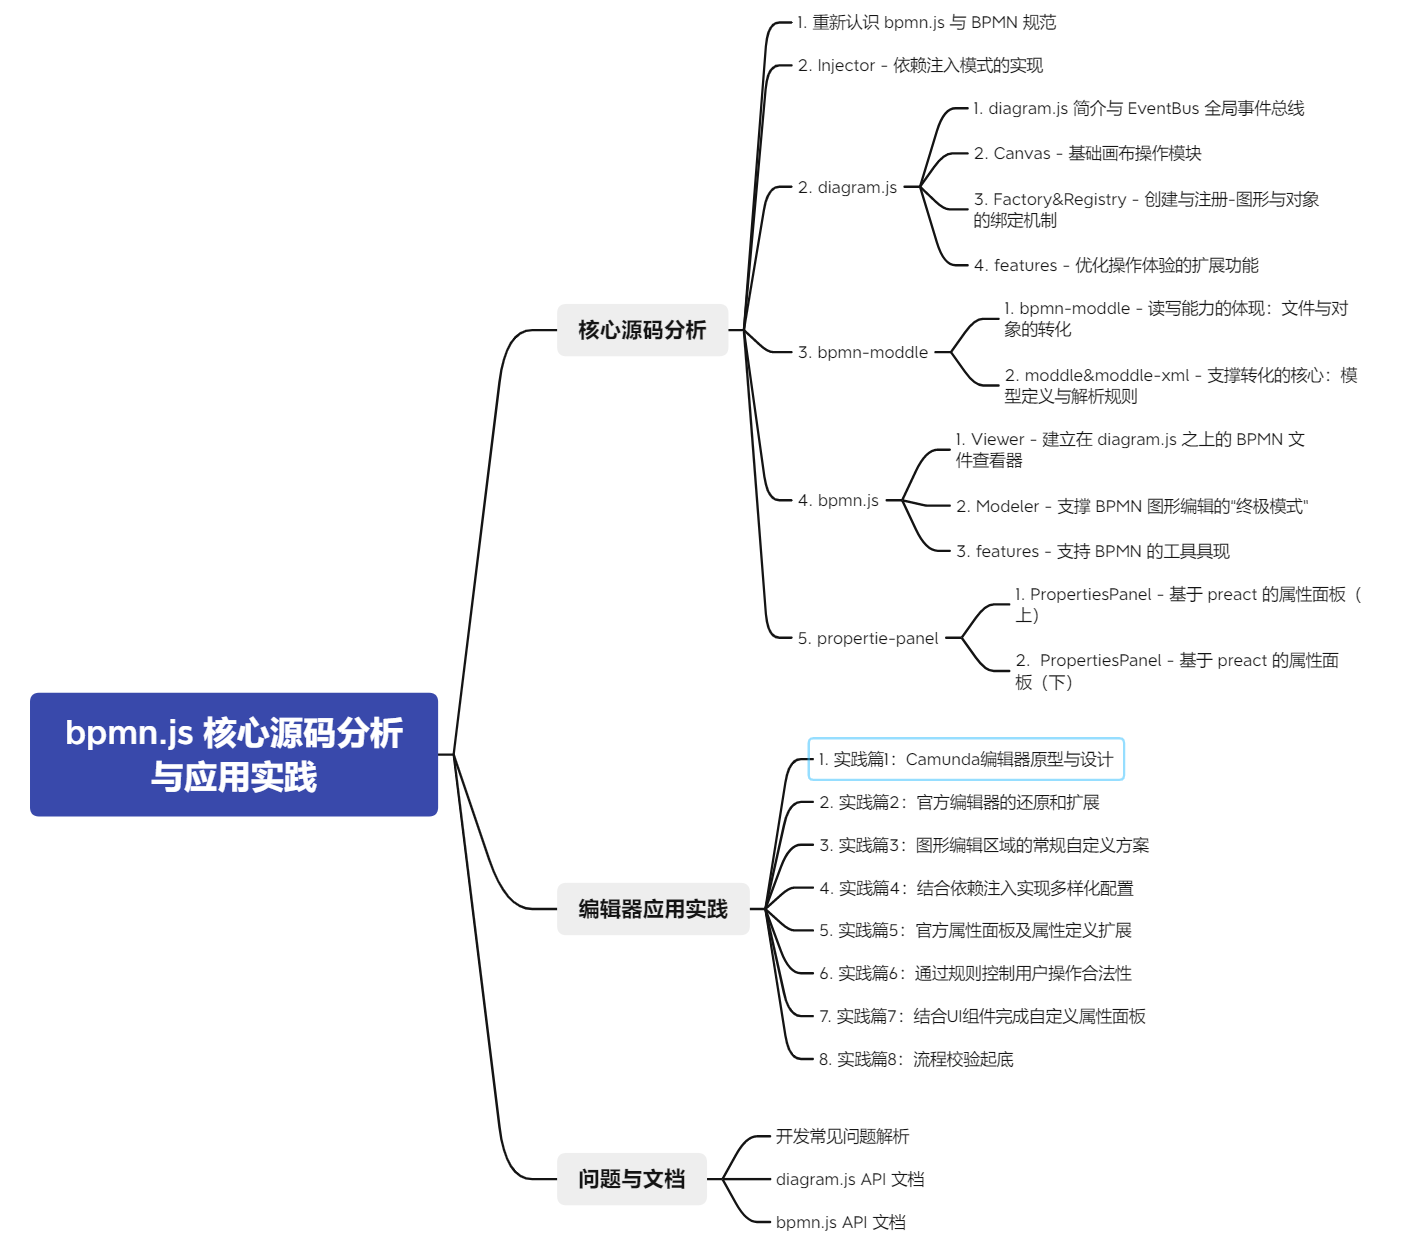 bpmn.js 核心源码分析
与应用实践
核心源码分析
1. 重新认识 bpmn.js 与 BPMN 规范
2. Injector - 依赖注入模式的实现
2. diagram.js
1. diagram.js 简介与 EventBus 全局事件总线
2. Canvas - 基础画布操作模块
3. Factory&Registry - 创建与注册-图形与对象
的绑定机制
4. features - 优化操作体验的扩展功能
3. bpmn-moddle
1. bpmn-moddle - 读写能力的体现：文件与对
象的转化
2. moddle&moddle-xml - 支撑转化的核心：模
型定义与解析规则
4. bpmn.js
1. Viewer - 建立在 diagram.js 之上的 BPMN 文
件查看器
2. Modeler - 支撑 BPMN 图形编辑的“终极模式"
3. features - 支持 BPMN 的工具具现
5. propertie-panel
1. PropertiesPanel - 基于 preact 的属性面板（
上）
2.  PropertiesPanel - 基于 preact 的属性面
板（下）
编辑器应用实践
1. 实践篇1：Camunda编辑器原型与设计
2. 实践篇2：官方编辑器的还原和扩展
3. 实践篇3：图形编辑区域的常规自定义方案
4. 实践篇4：结合依赖注入实现多样化配置
5. 实践篇5：官方属性面板及属性定义扩展
6. 实践篇6：通过规则控制用户操作合法性
7. 实践篇7：结合UI组件完成自定义属性面板
8. 实践篇8：流程校验起底
问题与文档
开发常见问题解析
diagram.js API 文档
bpmn.js API 文档